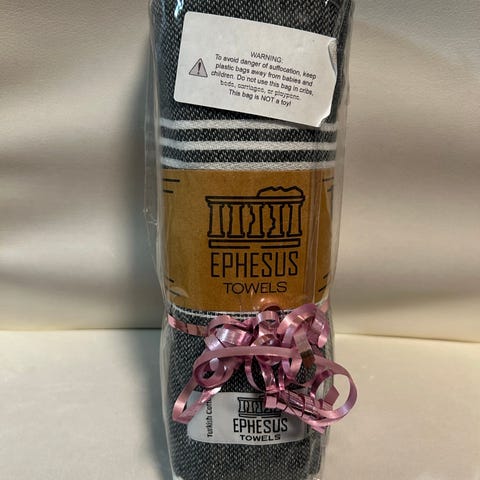 WARNING:
To avoid danger of suffocation, keep
plastic bags away from babies and
children. Do not use this bag in cribs,
beds, carriages, or playpens.
This bag is NOT a toy!
EPHESUS
TOWELS
Turkish
EPHESUS
TOWELS